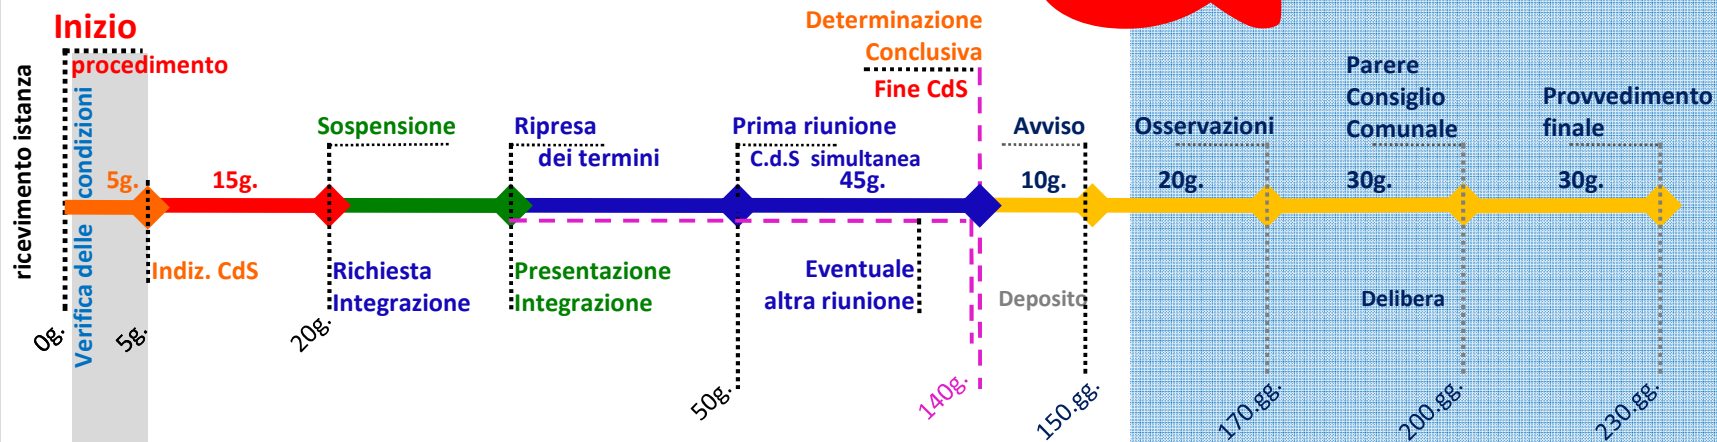 Inizio
procedimento
ricevimento istanza
Verifica delle condizioni
5g.
15g.
Sospensione
Ripresa
dei termini
Prima riunione
C.d.S simultanea
45g.
Determinazione
Conclusiva
Fine CdS
Avviso
10g.
Osservazioni
20g.
Parere
Consiglio
Comunale
30g.
Provvedimento
finale
30g.
Indiz. CdS
Richiesta
Integrazione
Presentazione
Integrazione
Eventuale
altra riunione
Deposito
Delibera
0g.
5g.
20g.
50g.
140g.
150.gg.
170.gg.
200.gg.
230.gg.